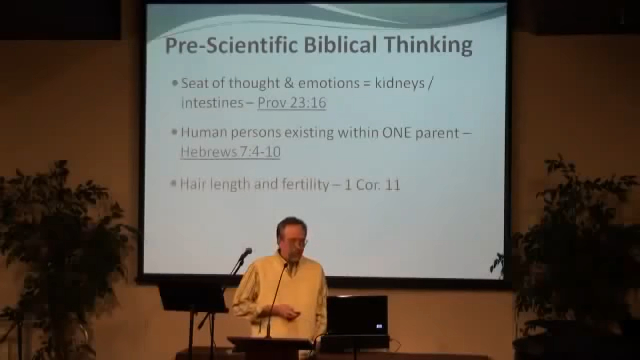 Pre-Scientific Biblical Thinking
• Seat of thought & emotions = kidneys /
intestines – Prov 23:16
• Human persons existing within ONE parent –
Hebrews 7:4-10
• Hair length and fertility – 1 Cor. 11